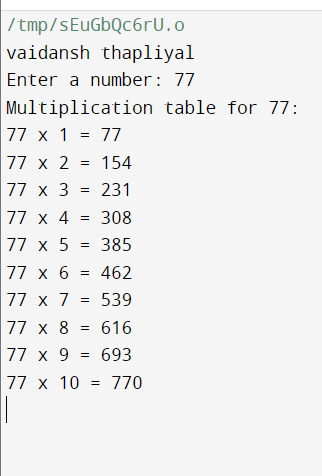 /tmp/sEuGbQc6rU.o
vaidansh thapliyal
Enter a number: 77
Multiplication table for 77:
77 x 1 = 77
77 x 2 = 154
77 x 3 = 231
77 x 4 = 308
77 x 5 = 385
77 x 6 = 462
77 x 7 = 539
77 x 8 = 616
77 x 9 = 693
77 x 10 = 770